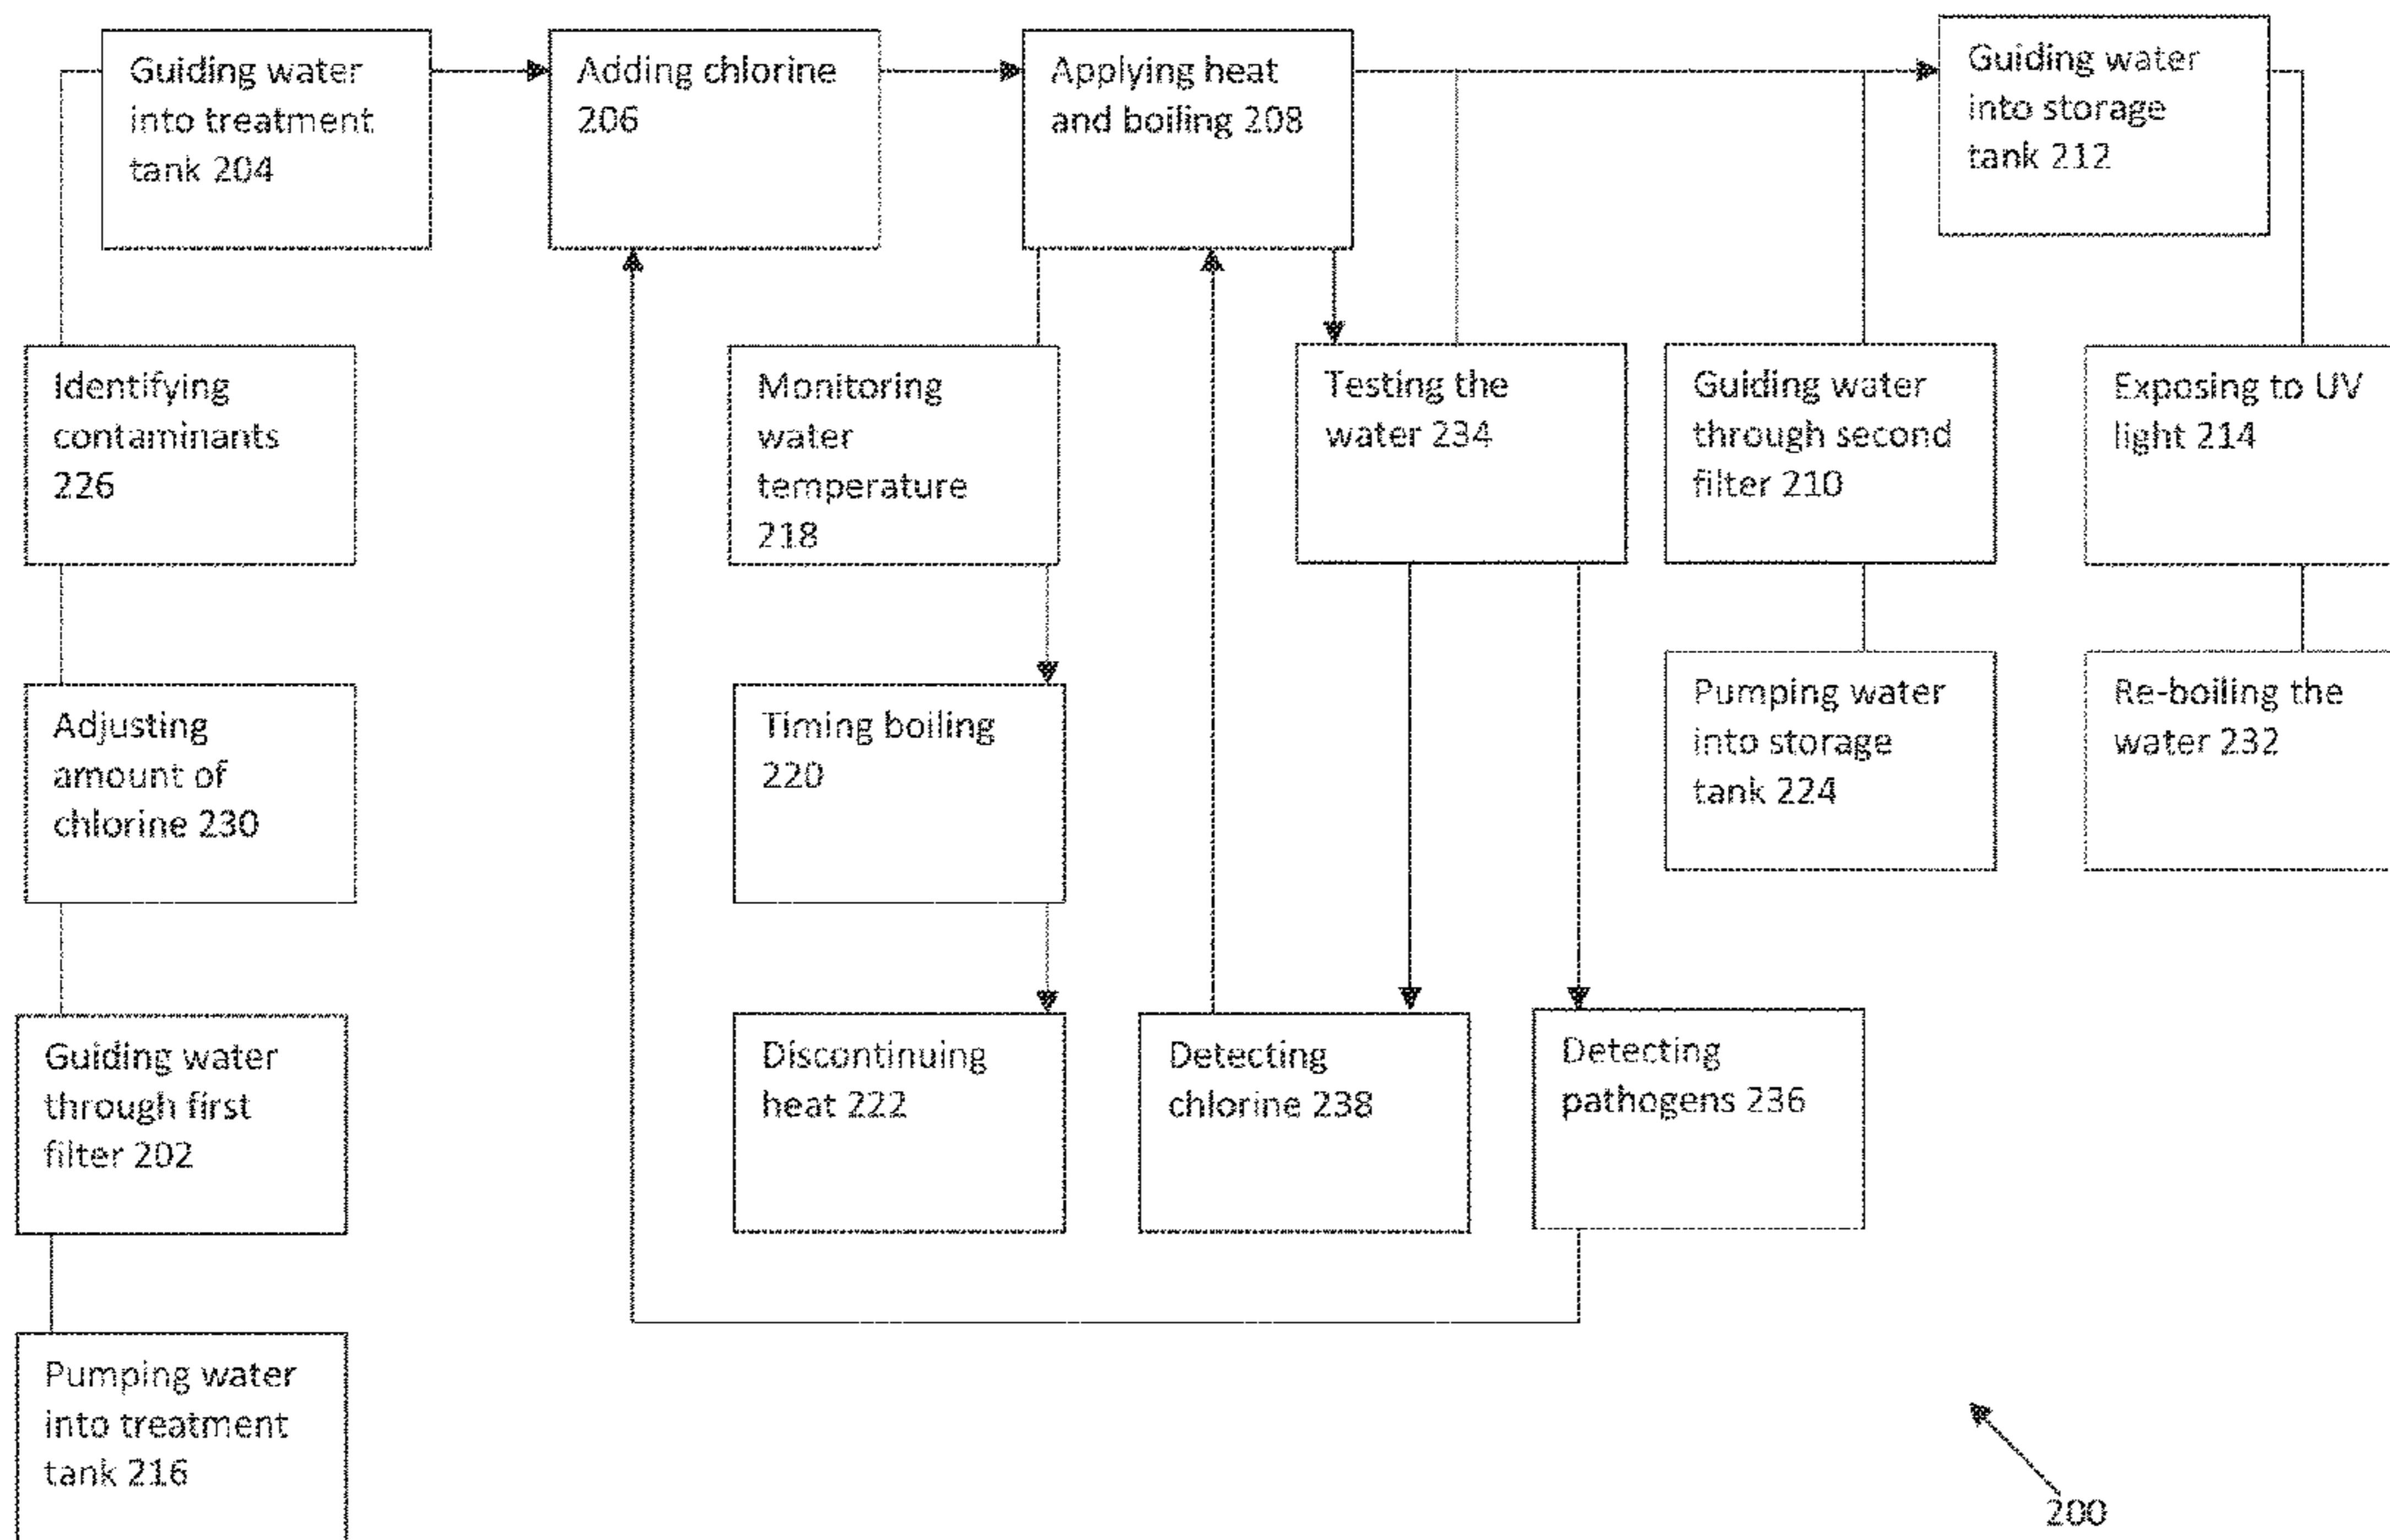 Guiding water
into treatment
tank 204
Adding chlorine
206
Applying heat
and boiling 208
Guiding water
into storage
tank 212
Identifying
contaminants
226
Monitoring
water
temperature
218
Testing the
water 234
Guiding water
through second
filter 210
Exposing to UV
light 214
Adjusting
amount of
chlorine 230
Timing boiling
220
Pumping water
into storage
tank 224
Re-boiling the
water 232
Guiding water
through first
filter 202
Discontinuing
heat 222
Detecting
chlorine 238
Detecting
pathogens 236
Pumping water
into treatment
tank 216
200